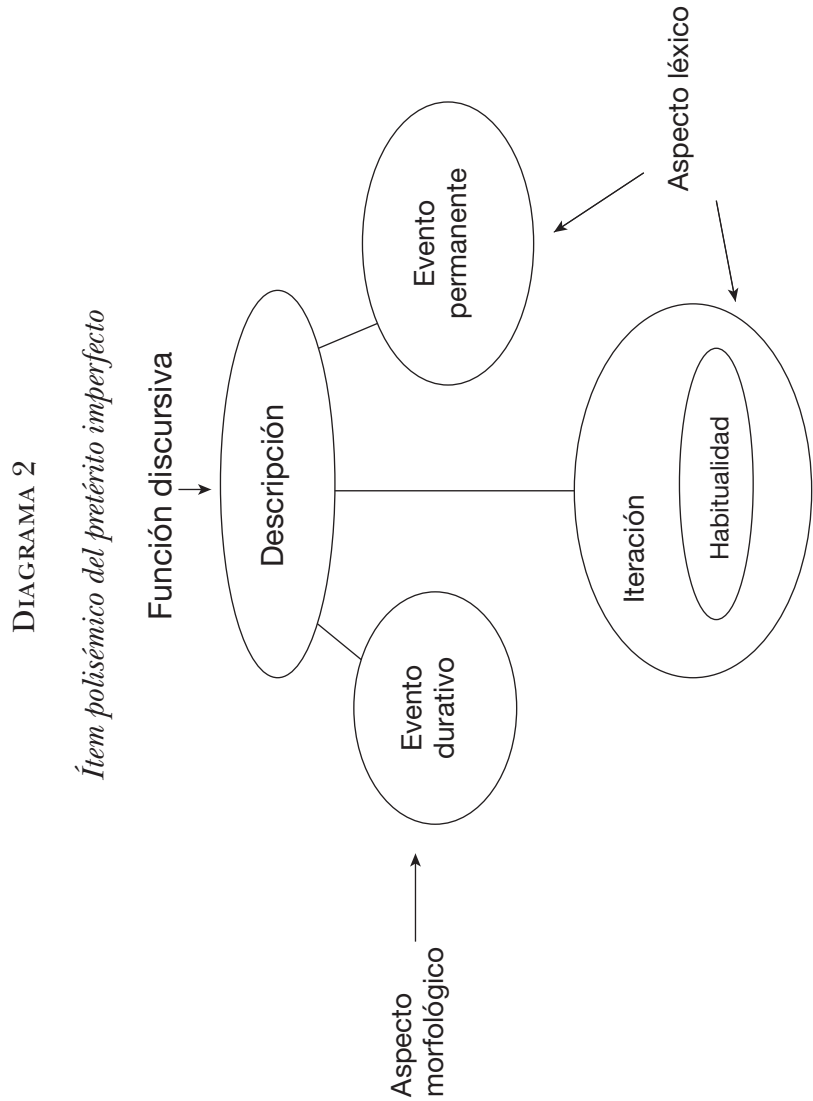 DIAGRAMA 2
Ítem polisémico del pretérito imperfecto
Función discursiva
Descripción
Evento
durativo
Evento
permanente
Aspecto
morfológico
Iteración
Habitualidad
Aspecto léxico